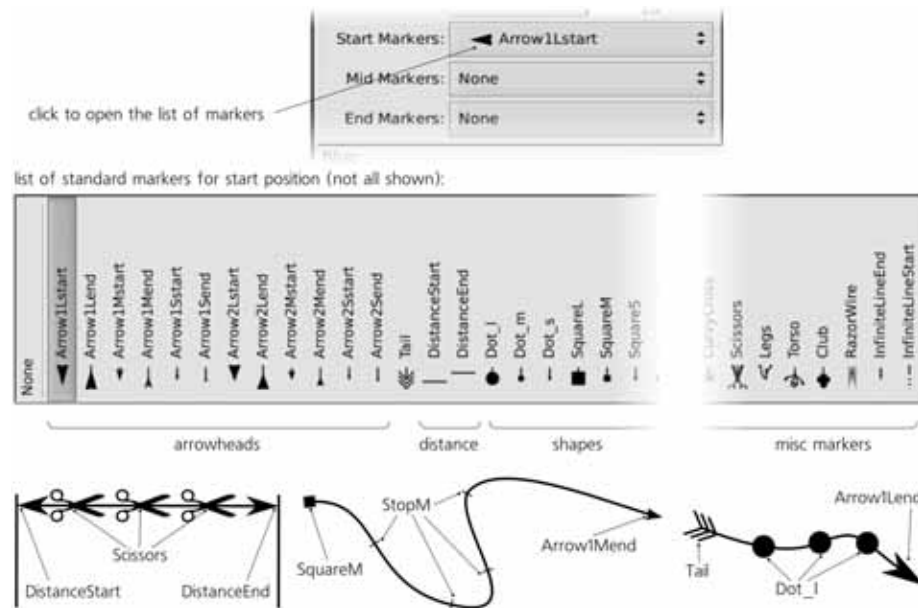 Start Markers: Arrow1Lstart
Mid Markers: None
End Markers: None
click to open the list of markers
list of standard markers for start position (not all shown):
None
Arrow1Lstart
Arrow1Lend
Arrow1Mstart
Arrow1Mend
Arrow1Sstart
Arrow1Send
Arrow2Lstart
Arrow2Lend
Arrow2Mstart
Arrow2Mend
Arrow2Sstart
Arrow2Send
Tail
DistanceStart
DistanceEnd
Dot_l
Dot_m
Dot_s
SquareL
SquareM
SquareS
CurvyCross
Scissors
Legs
Torso
Club
RazorWire
InfiniteLineEnd
InfiniteLineStart
arrowheads distance shapes misc markers
Scissors
DistanceStart DistanceEnd
SquareM
StopM
Arrow1Mend
Arrow1Lend
Tail
Dot_l